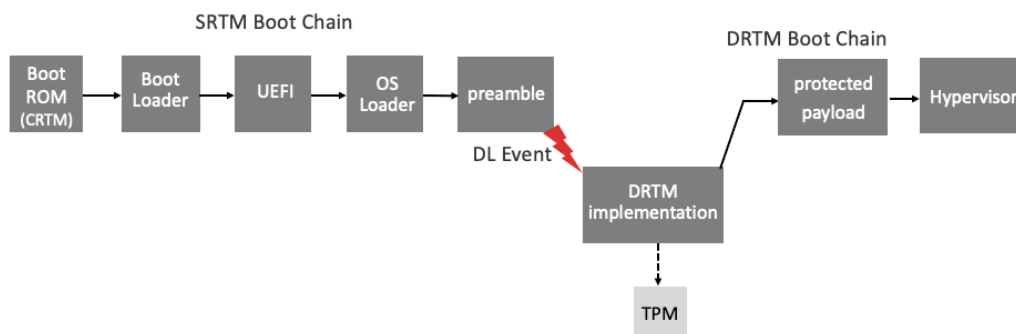 SRTM Boot Chain
DRTM Boot Chain
Boot
ROM
(CRTM)
Boot
Loader
UEFI
OS
Loader
preamble
protected
payload
Hypervisor
DL Event
DRTM
implementation
TPM